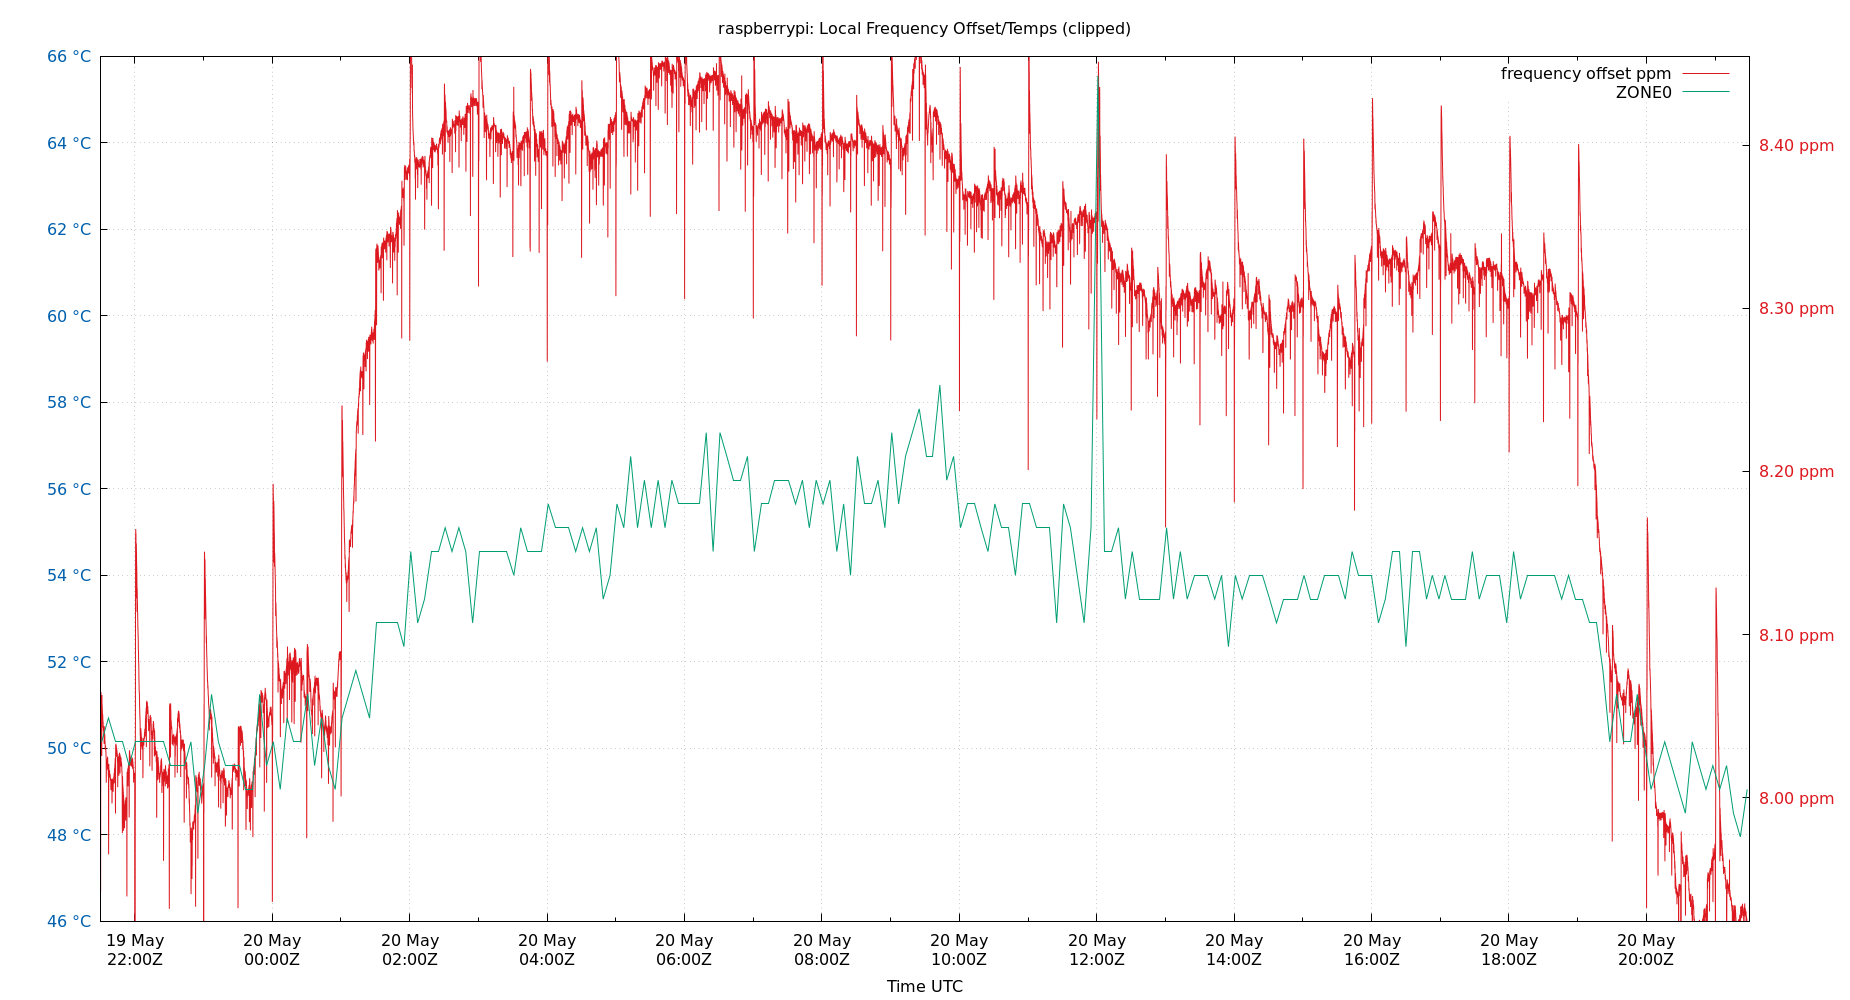 raspberrypi: Local Frequency Offset/Temps (clipped)
66 °C
64 °C
62 °C
60 °C
58 °C
56 °C
54 °C
52 °C
50 °C
48 °C
46 °C
frequency offset ppm
ZONE0
8.40 ppm
8.30 ppm
8.20 ppm
8.10 ppm
8.00 ppm
19 May 20 May 20 May 20 May 20 May 20 May 20 May 20 May 20 May 20 May 20 May 20 May
22:00Z 00:00Z 02:00Z 04:00Z 06:00Z 08:00Z 10:00Z 12:00Z 14:00Z 16:00Z 18:00Z 20:00Z
Time UTC